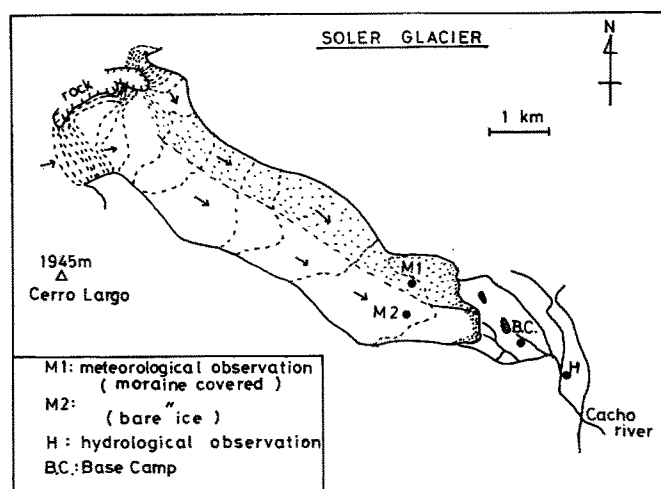 SOLER GLACIER
N
1 km
rock
1945m
Cerro Largo
M1
M2
B.C.
H
Cacho
river
M1: meteorological observation
( moraine covered )
M2: "
( bare ice )
H : hydrological observation
B.C.: Base Camp